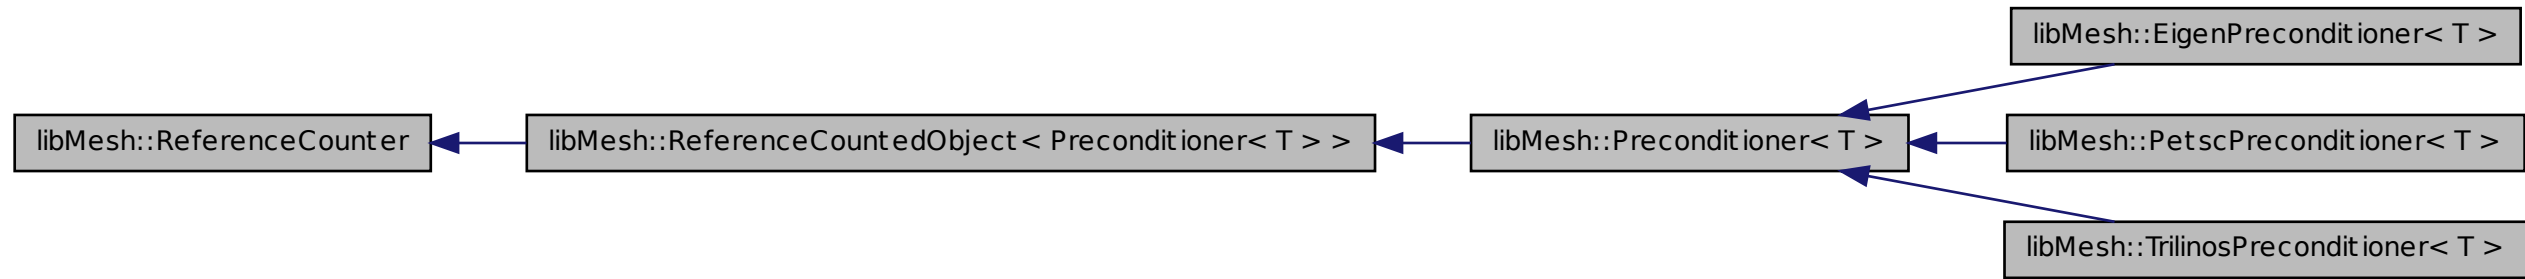 libMesh::EigenPreconditioner< T >
libMesh::ReferenceCounter
libMesh::ReferenceCountedObject< Preconditioner< T > >
libMesh::Preconditioner< T >
libMesh::PetscPreconditioner< T >
libMesh::TrilinosPreconditioner< T >